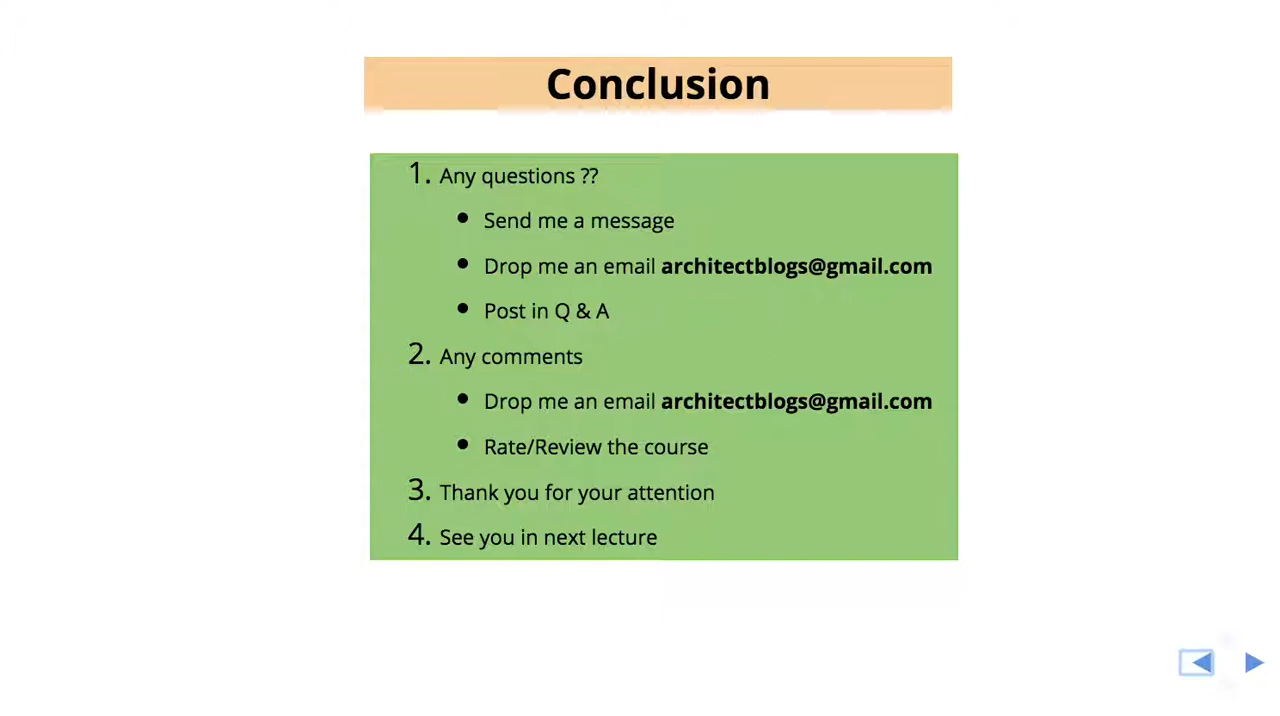 Conclusion
1. Any questions ??
• Send me a message
• Drop me an email architectblogs@gmail.com
• Post in Q & A
2. Any comments
• Drop me an email architectblogs@gmail.com
• Rate/Review the course
3. Thank you for your attention
4. See you in next lecture